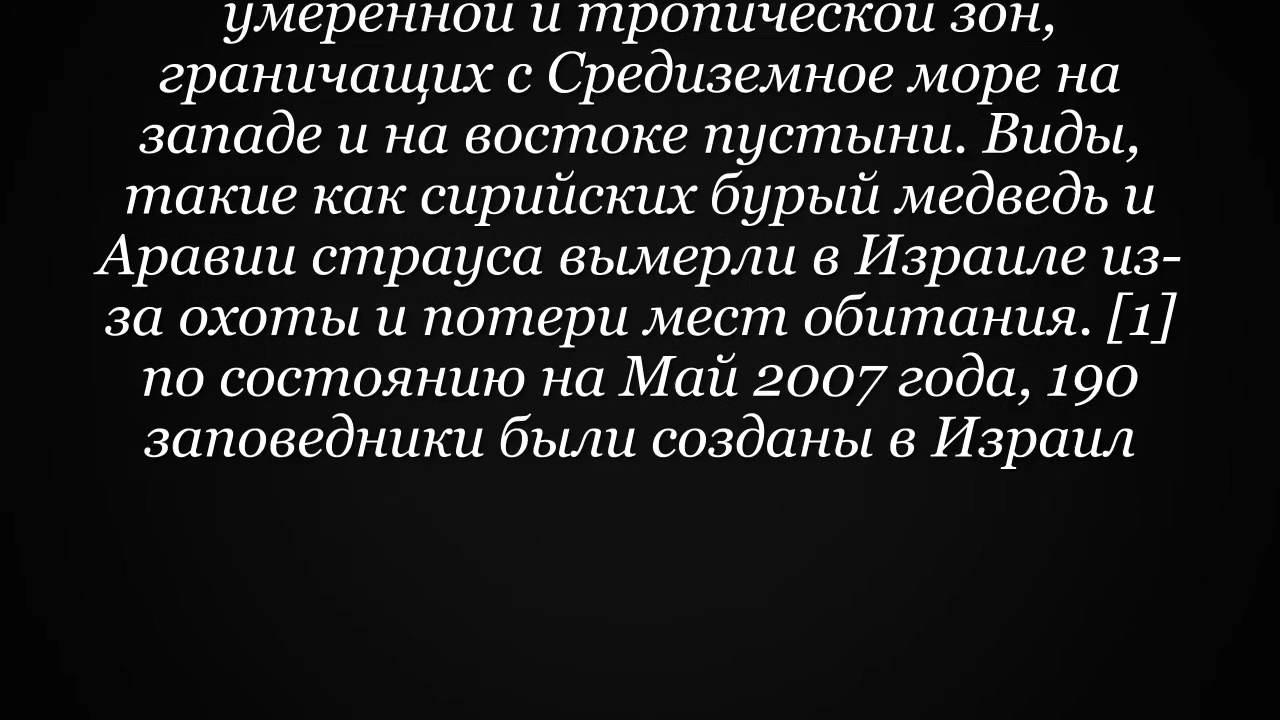 умеренной и тропической зон,
граничащих с Средиземное море на
западе и на востоке пустыни. Виды,
такие как сирийских бурый медведь и
Аравии страуса вымерли в Израиле из-
за охоты и потери мест обитания. [1]
по состоянию на Май 2007 года, 190
заповедники были созданы в Израил